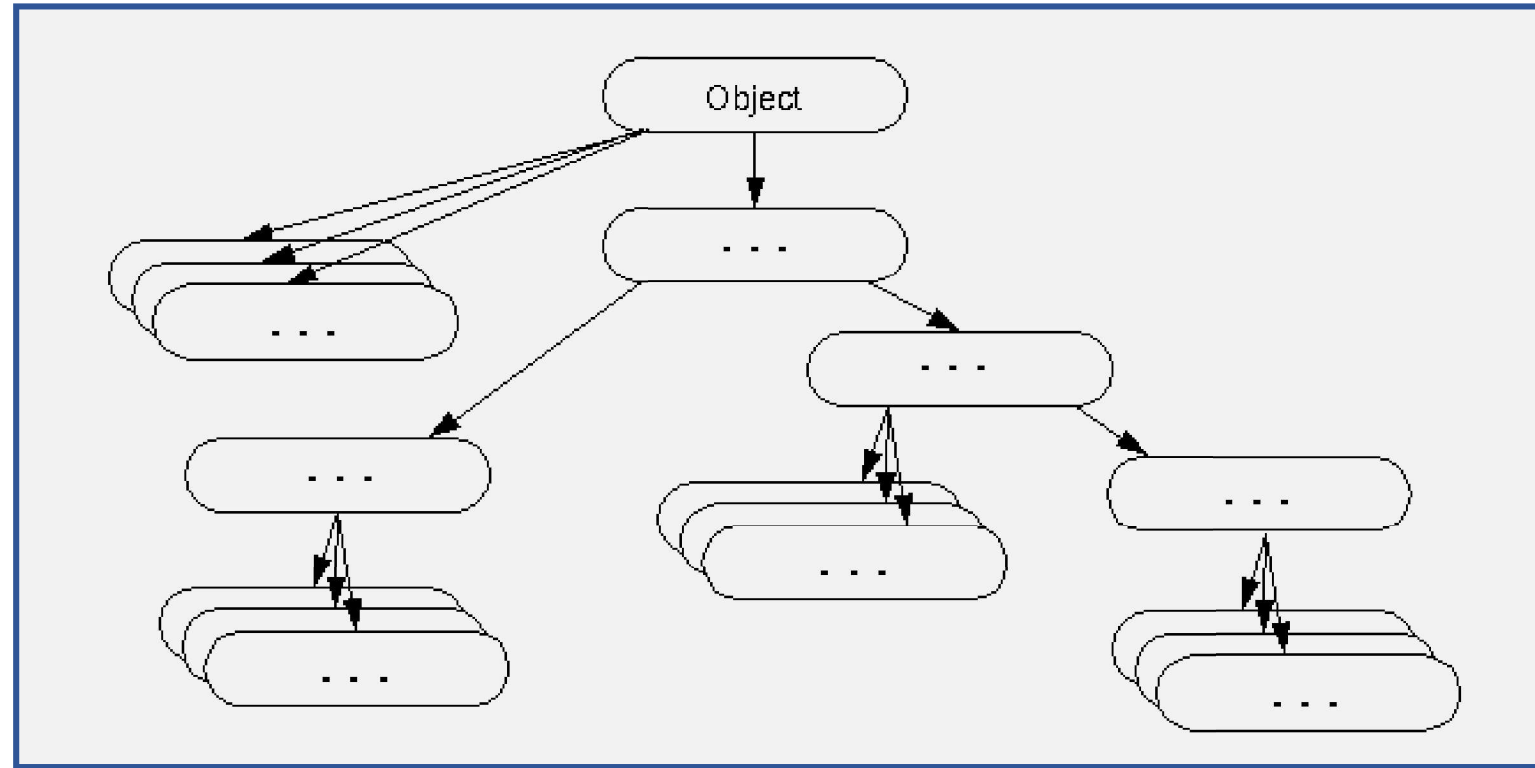 Object
. . .
. . .
. . .
. . .
. . .
. . .
. . .
. . .